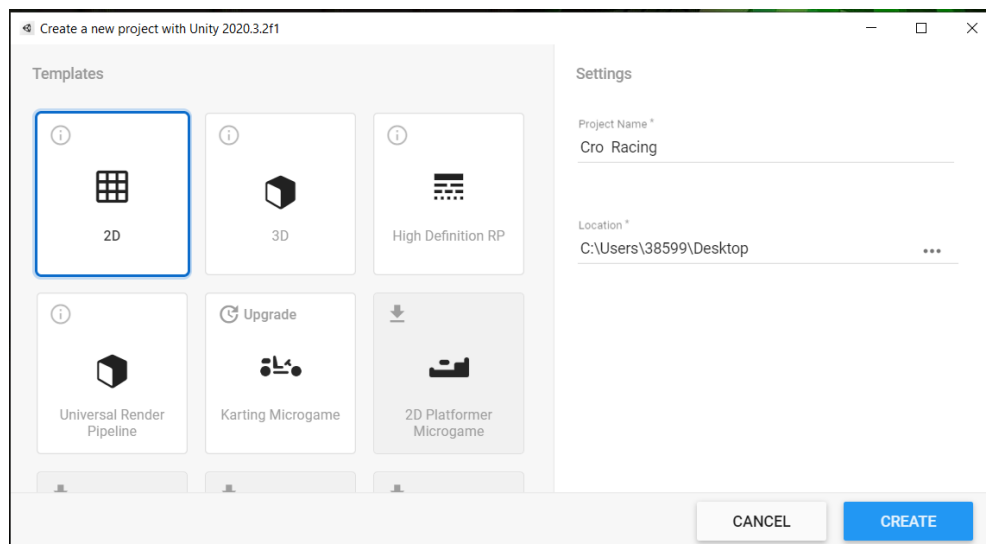 Create a new project with Unity 2020.3.2f1
Templates
2D
3D
High Definition RP
Universal Render
Pipeline
Upgrade
Karting Microgame
2D Platformer
Microgame
Settings
Project Name *
Cro Racing
Location *
C:\Users\38599\Desktop
CANCEL
CREATE